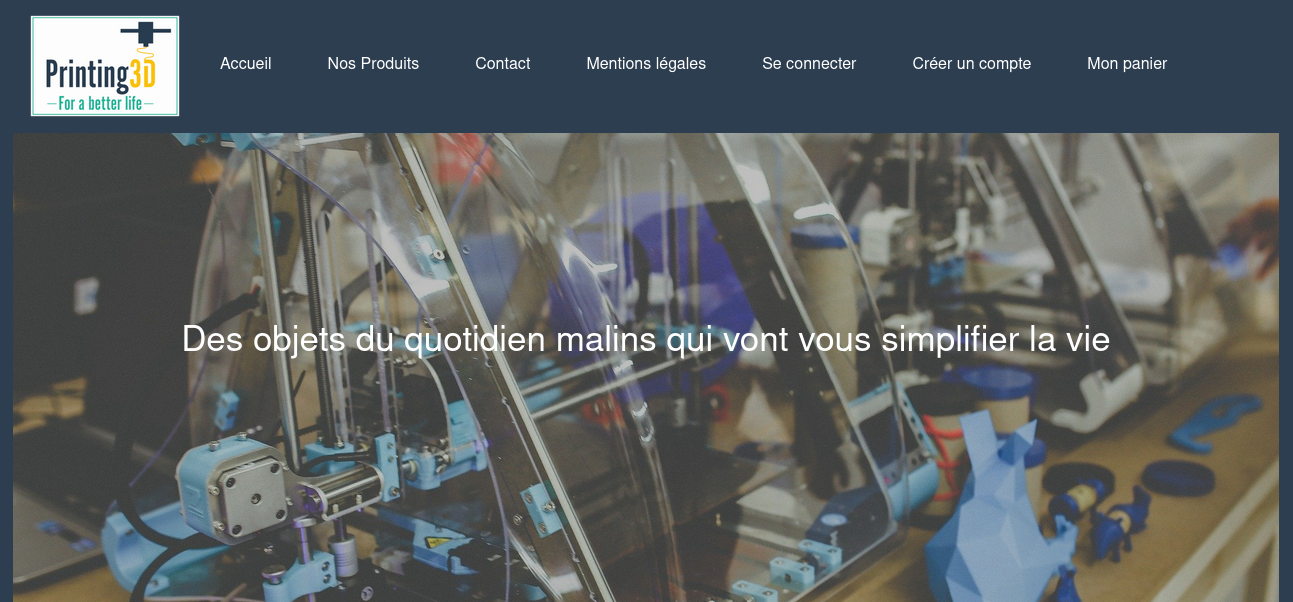 Printing3D
For a better life
Accueil Nos Produits Contact Mentions légales Se connecter Créer un compte Mon panier
Des objets du quotidien malins qui vont vous simplifier la vie